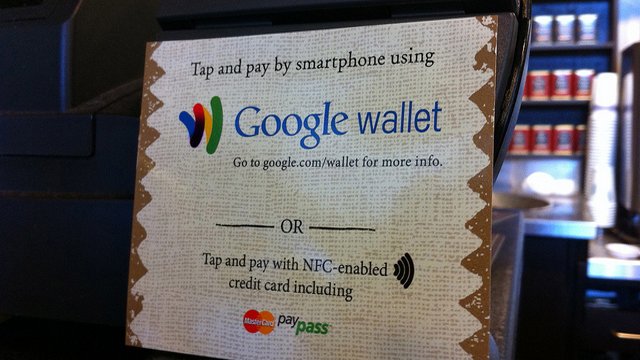 Tap and pay by smartphone using
Google wallet
Go to google.com/wallet for more info.
OR
Tap and pay with NFC-enabled
credit card including
MasterCard paypass